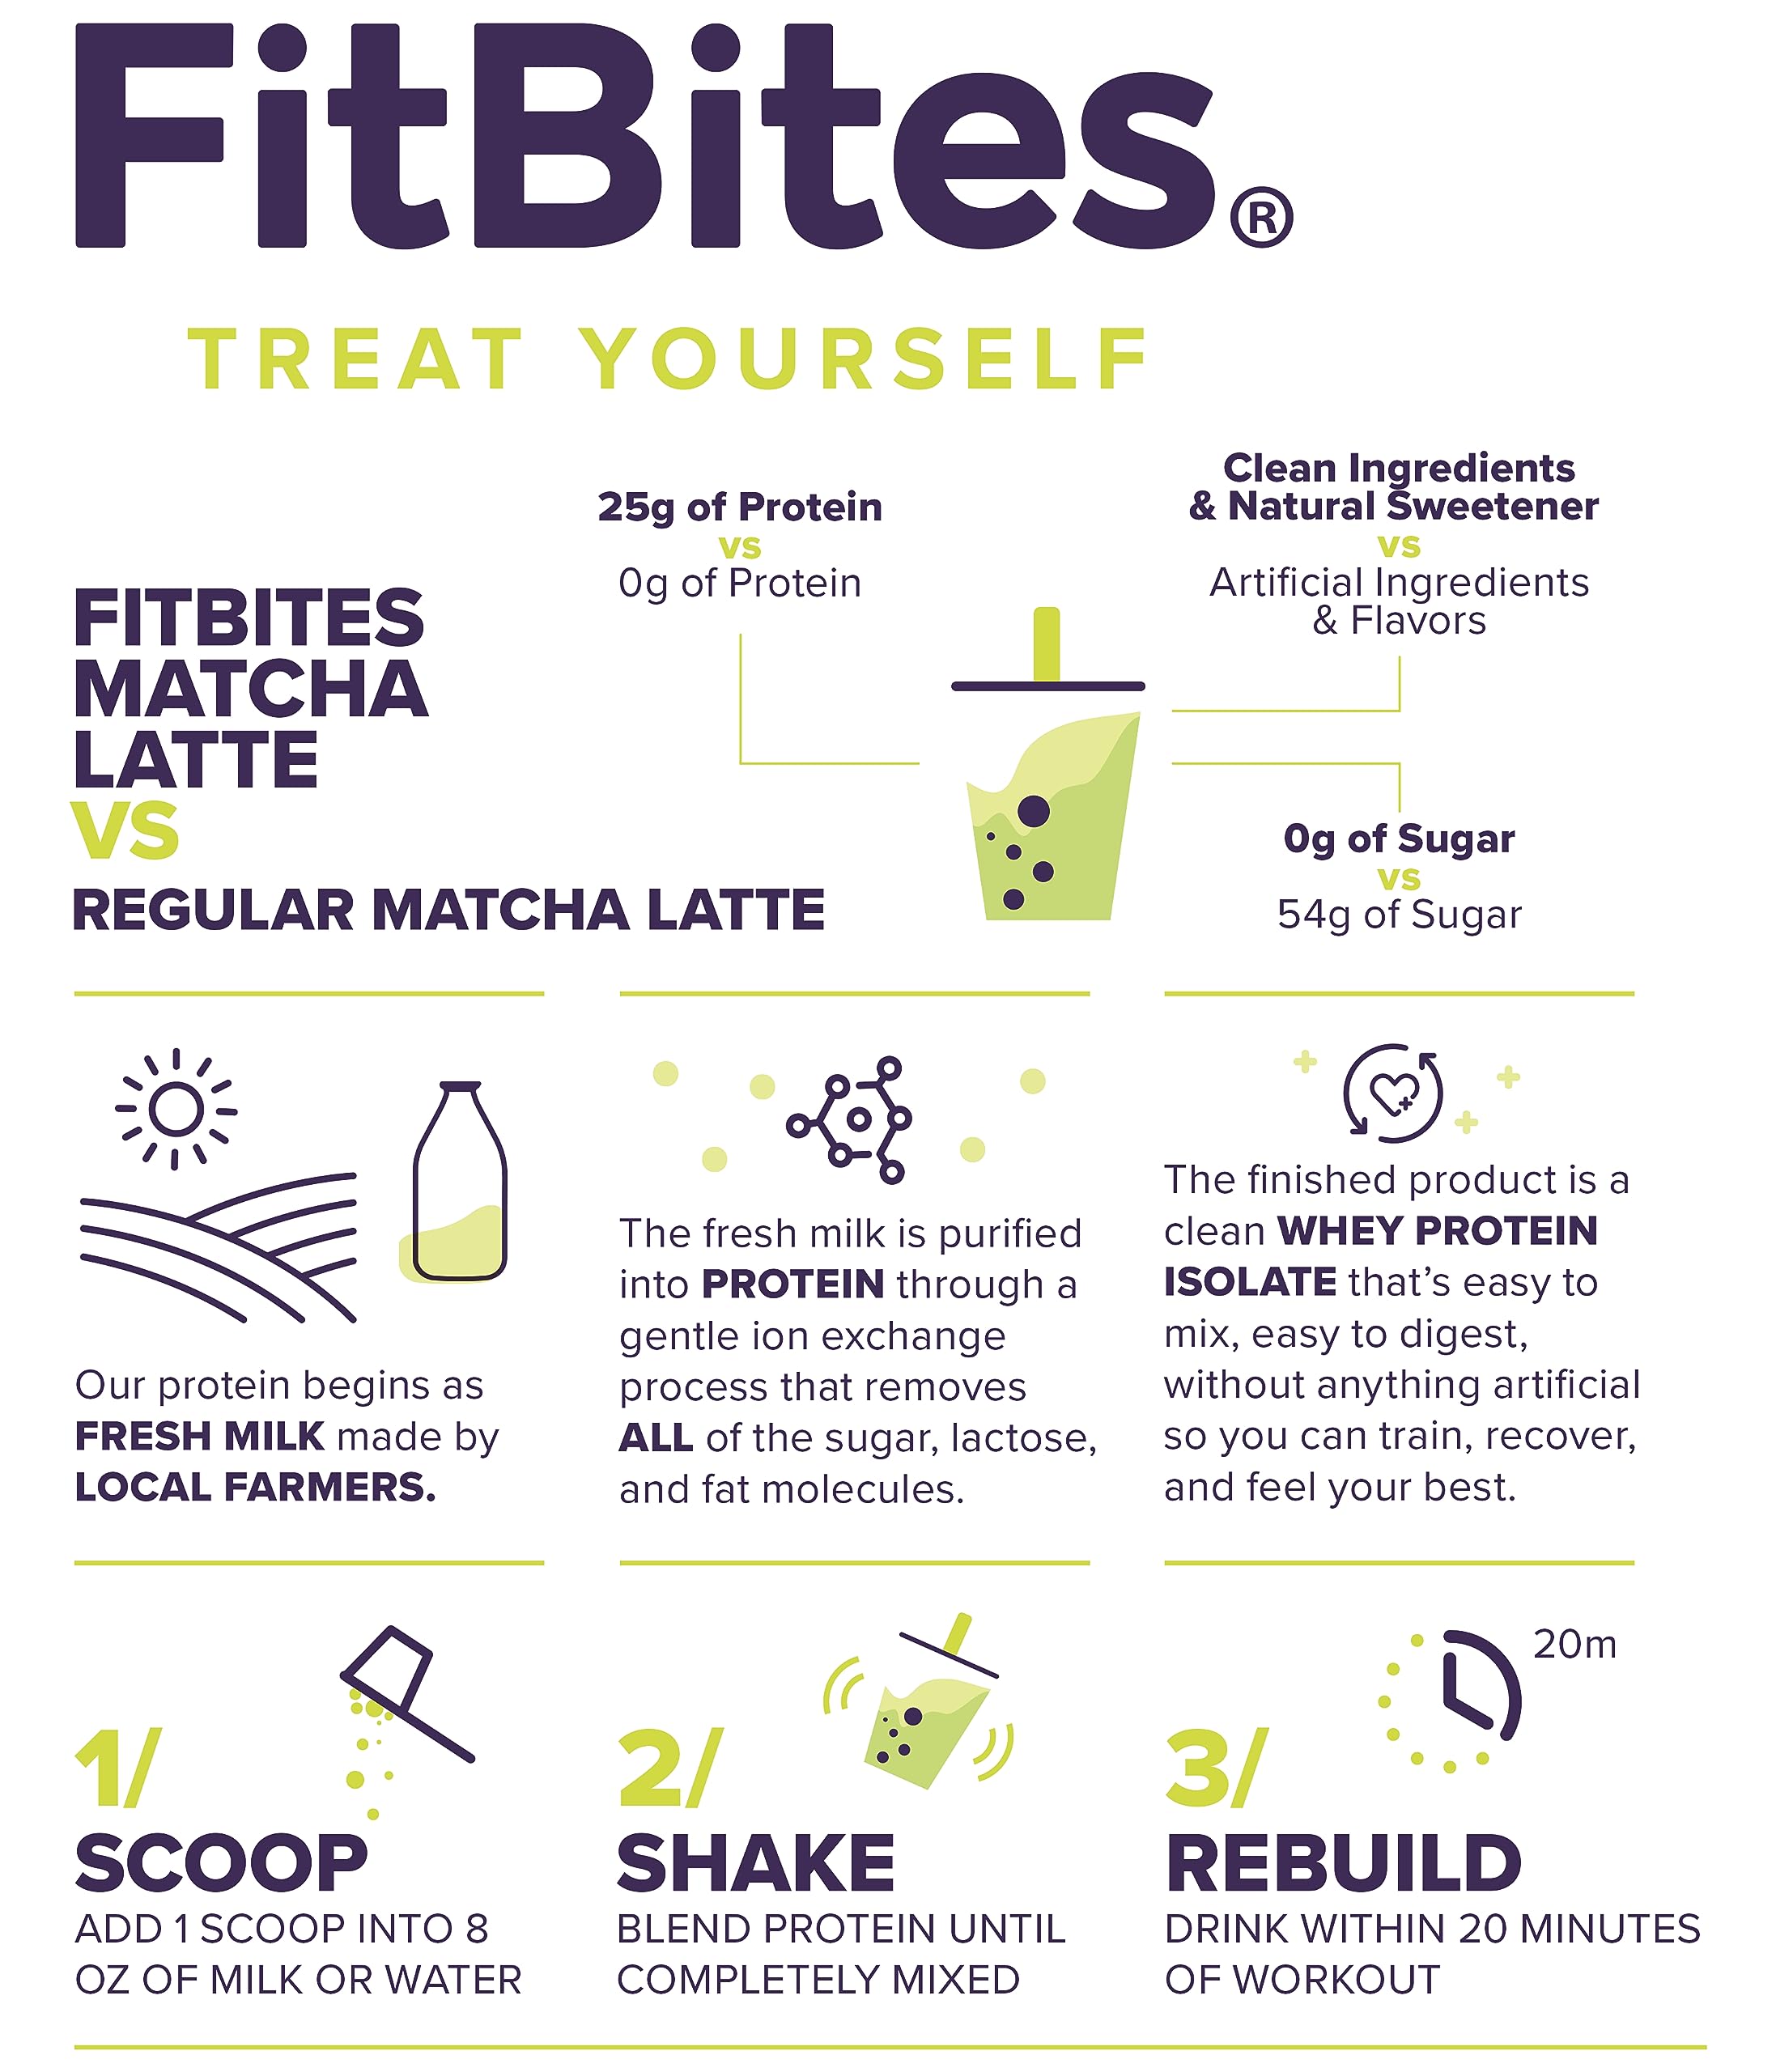 FitBites®
TREAT YOURSELF
25g of Protein
vs
0g of Protein
Clean Ingredients
& Natural Sweetener
vs
Artificial Ingredients
& Flavors
FITBITES
MATCHA
LATTE
VS
REGULAR MATCHA LATTE
0g of Sugar
vs
54g of Sugar
Our protein begins as
FRESH MILK made by
LOCAL FARMERS.
The fresh milk is purified
into PROTEIN through a
gentle ion exchange
process that removes
ALL of the sugar, lactose,
and fat molecules.
The finished product is a
clean WHEY PROTEIN
ISOLATE that’s easy to
mix, easy to digest,
without anything artificial
so you can train, recover,
and feel your best.
1/
SCOOP
ADD 1 SCOOP INTO 8
OZ OF MILK OR WATER
2/
SHAKE
BLEND PROTEIN UNTIL
COMPLETELY MIXED
20m
3/
REBUILD
DRINK WITHIN 20 MINUTES
OF WORKOUT